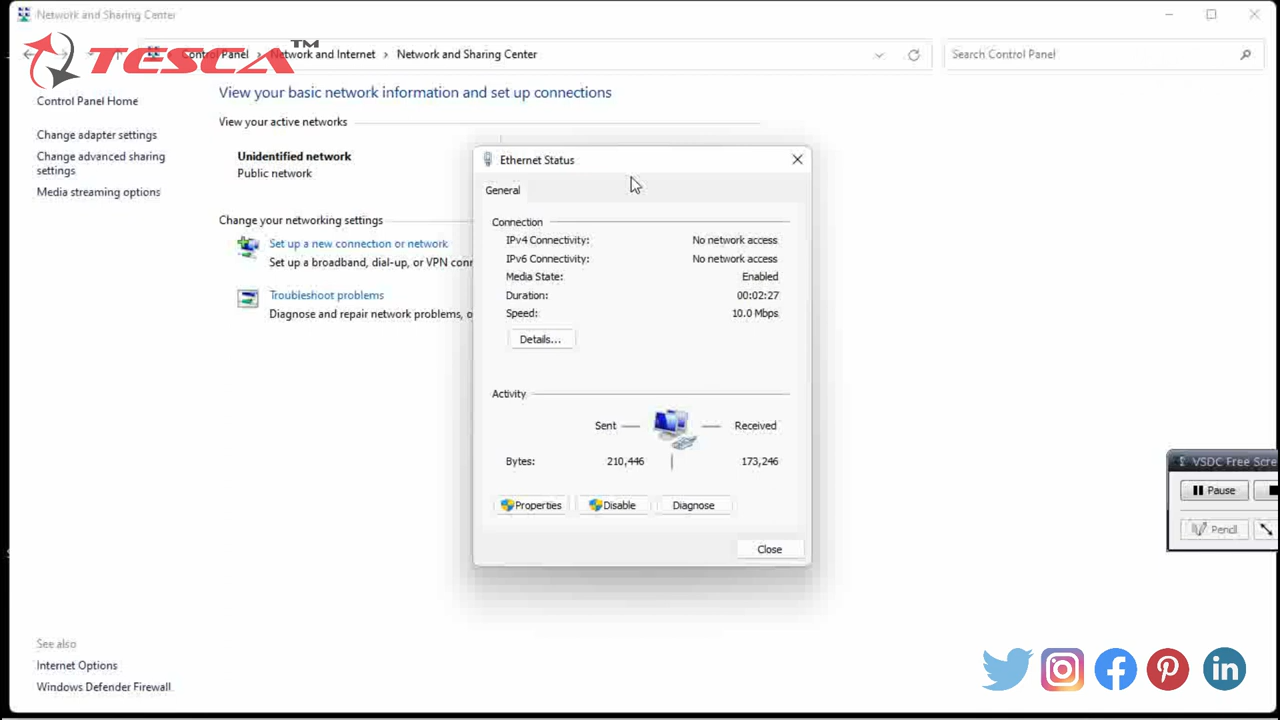 Network and Sharing Center
TESCA™
Control Panel > Network and Internet > Network and Sharing Center
Search Control Panel
Control Panel Home
Change adapter settings
Change advanced sharing
settings
Media streaming options
View your basic network information and set up connections
View your active networks
Unidentified network
Public network
Change your networking settings
Set up a new connection or network
Set up a broadband, dial-up, or VPN conn
Troubleshoot problems
Diagnose and repair network problems, o
Ethernet Status
General
Connection
IPv4 Connectivity: No network access
IPv6 Connectivity: No network access
Media State: Enabled
Duration: 00:02:27
Speed: 10.0 Mbps
Details...
Activity
Sent Received
Bytes: 210,446 173,246
Properties Disable Diagnose
Close
VSDC Free Scre
Pause
Pencil
See also
Internet Options
Windows Defender Firewall